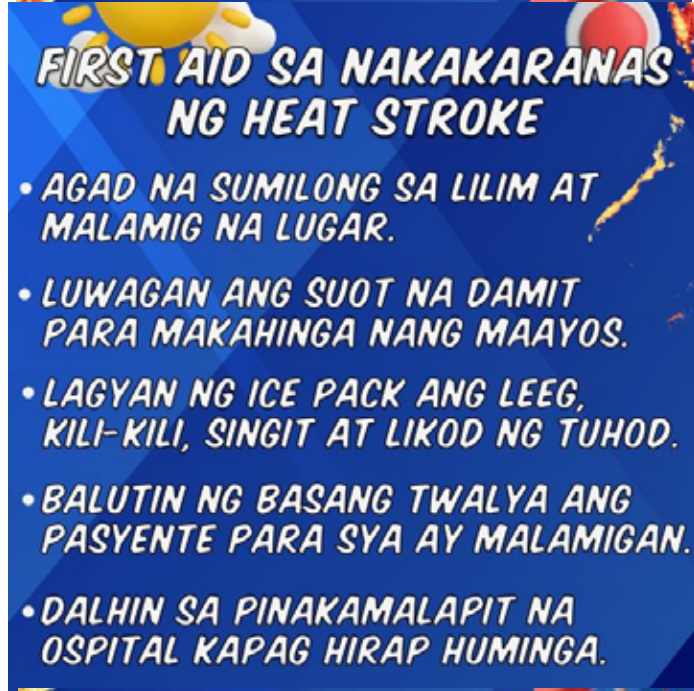 FIRST AID SA NAKAKARANAS
NG HEAT STROKE
• AGAD NA SUMILONG SA LILIM AT
MALAMIG NA LUGAR.
• LUWAGAN ANG SUOT NA DAMIT
PARA MAKAHINGA NANG MAAYOS.
• LAGYAN NG ICE PACK ANG LEEG,
KILI-KILI, SINGIT AT LIKOD NG TUHOD.
• BALUTIN NG BASANG TWALYA ANG
PASYENTE PARA SYA AY MALAMIGAN.
• DALHIN SA PINAKAMALAPIT NA
OSPITAL KAPAG HIRAP HUMINGA.